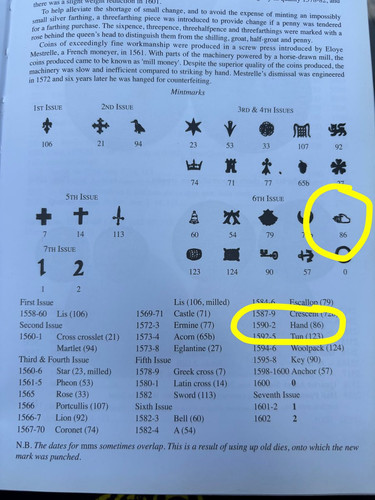 there was a slight weight reduction in 1601.
To help alleviate the shortage of small change, and to avoid the expense of minting an impossibly
small silver farthing, a threefarthing piece was introduced to provide change if a penny was tendered
for a farthing purchase. The sixpence, threepence, threehalfpence and threefarthings were marked with a
rose behind the queen's head to distinguish them from the shilling, groat, half-groat and penny.
Coins of exceedingly fine workmanship were produced in a screw press introduced by Eloye
Mestrelle, a French moneyer, in 1561. With parts of the machinery powered by a horse-drawn mill, the
coins produced came to be known as 'mill money'. Despite the superior quality of the coins produced, the
machinery was slow and inefficient compared to striking by hand. Mestrelle's dismissal was engineered
in 1572 and six years later he was hanged for counterfeiting.
Mintmarks
1ST ISSUE 2ND ISSUE 3RD & 4TH ISSUES
106 21 94 23 53 33 107 92
74 71 77 65b
5TH ISSUE 6TH ISSUE
7 14 113 60 54 79 86
7TH ISSUE
1 2 123 124 90 57 0
1 2
First Issue
1558-60 Lis (106)
Second Issue
1560-1 Cross crosslet (21)
Martlet (94)
Third & Fourth Issue
1560-6 Star (23, milled)
1561-5 Pheon (53)
1565 Rose (33)
1566 Portcullis (107)
1566-7 Lion (92)
1567-70 Coronet (74)
Lis (106, milled)
1569-71 Castle (71)
1572-3 Ermine (77)
1573-4 Acorn (65b)
1573-8 Eglantine (27)
Fifth Issue
1578-9 Greek cross (7)
1580-1 Latin cross (14)
1582 Sword (113)
Sixth Issue
1582-3 Bell (60)
1582-4 A (54)
1584-6 Escallop (79)
1587-9 Crescent
1590-2 Hand (86)
1592-5 Tun (123)
1594-6 Woolpack (124)
1595-8 Key (90)
1598-1600 Anchor (57)
1600 0
Seventh Issue
1601-2 1
1602 2
N.B. The dates for mms sometimes overlap. This is a result of using up old dies, onto which the new
mark was punched.